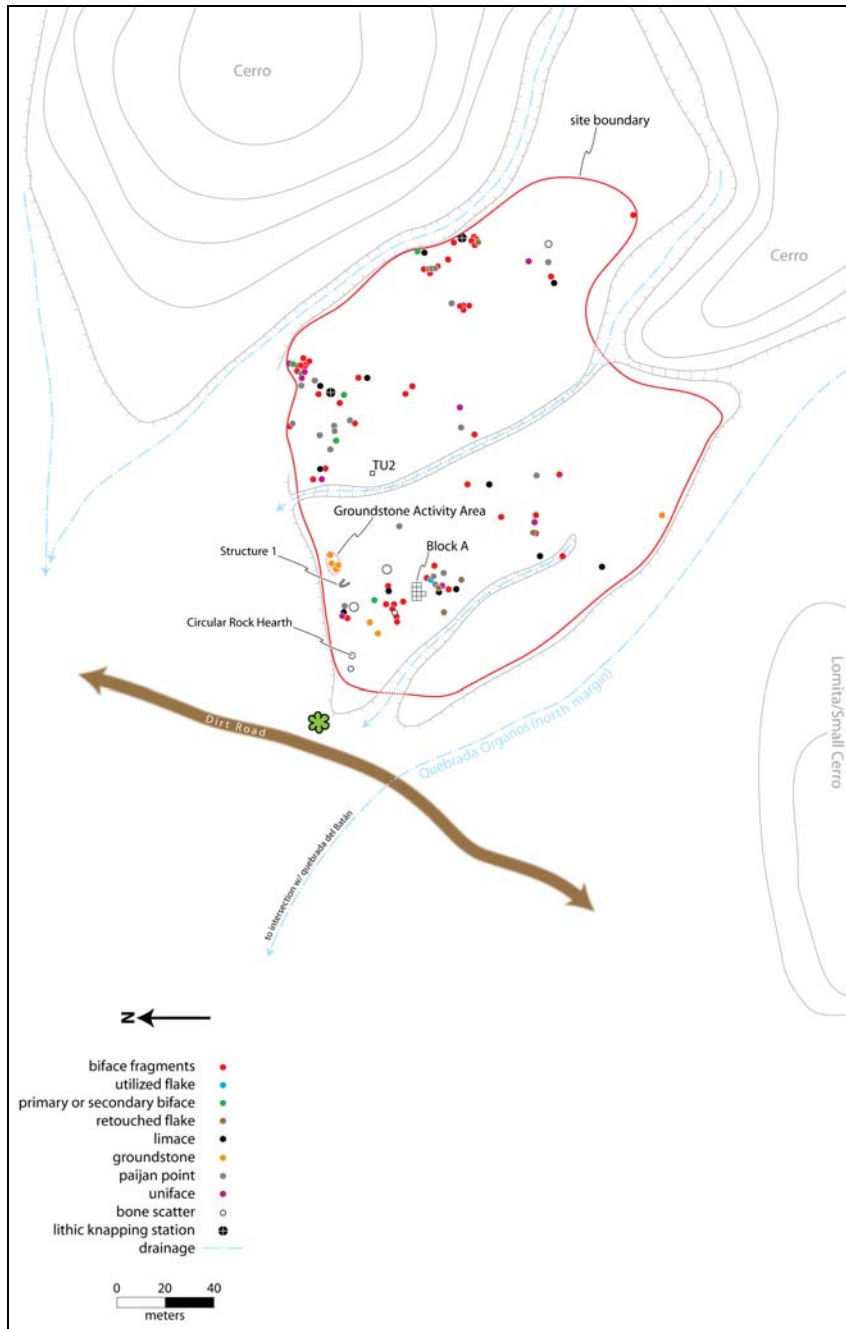 Cerro
site boundary
Cerro
TU2
Groundstone Activity Area
Structure 1
Block A
Circular Rock Hearth
Lomita/Small Cerro
Dirt Road
Quebrada Organos (north margin)
to intersection w/ quebrada del Batán
N
biface fragments
utilized flake
primary or secondary biface
retouched flake
limace
groundstone
paijan point
uniface
bone scatter
lithic knapping station
drainage
0 20 40
meters